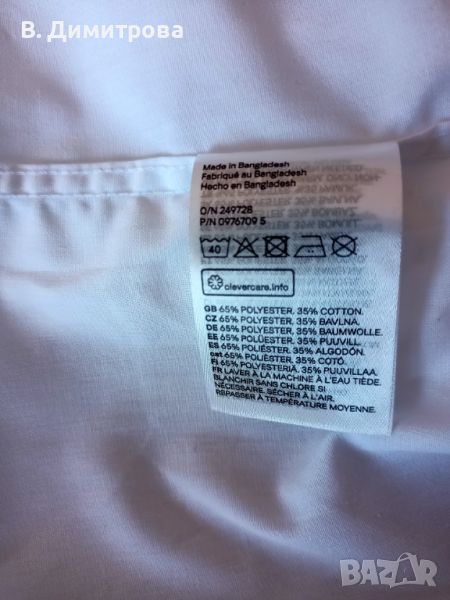 В. Димитрова
Made in Bangladesh
Fabriqué au Bangladesh
Hecho en Bangladesh
O/N 249728
P/N 0976709 5
40
clevercare.info
GB 65% POLYESTER, 35% COTTON.
CZ 65% POLYESTER, 35% BAVLNA.
DE 65% POLYESTER, 35% BAUMWOLLE.
EE 65% POLÜESTER, 35% PUUVILL.
ES 65% POLIÉSTER, 35% ALGODÓN.
cat 65% POLIÈSTER, 35% COTÓ.
FI 65% POLYESTERIÄ, 35% PUUVILLAA.
FR LAVER À LA MACHINE À L'EAU TIÈDE.
BLANCHIR SANS CHLORE SI
NÉCESSAIRE. SÉCHER À L'AIR.
REPASSER À TEMPÉRATURE MOYENNE.
BAZAR